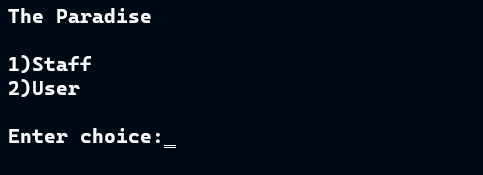 The Paradise
1)Staff
2)User
Enter choice:_